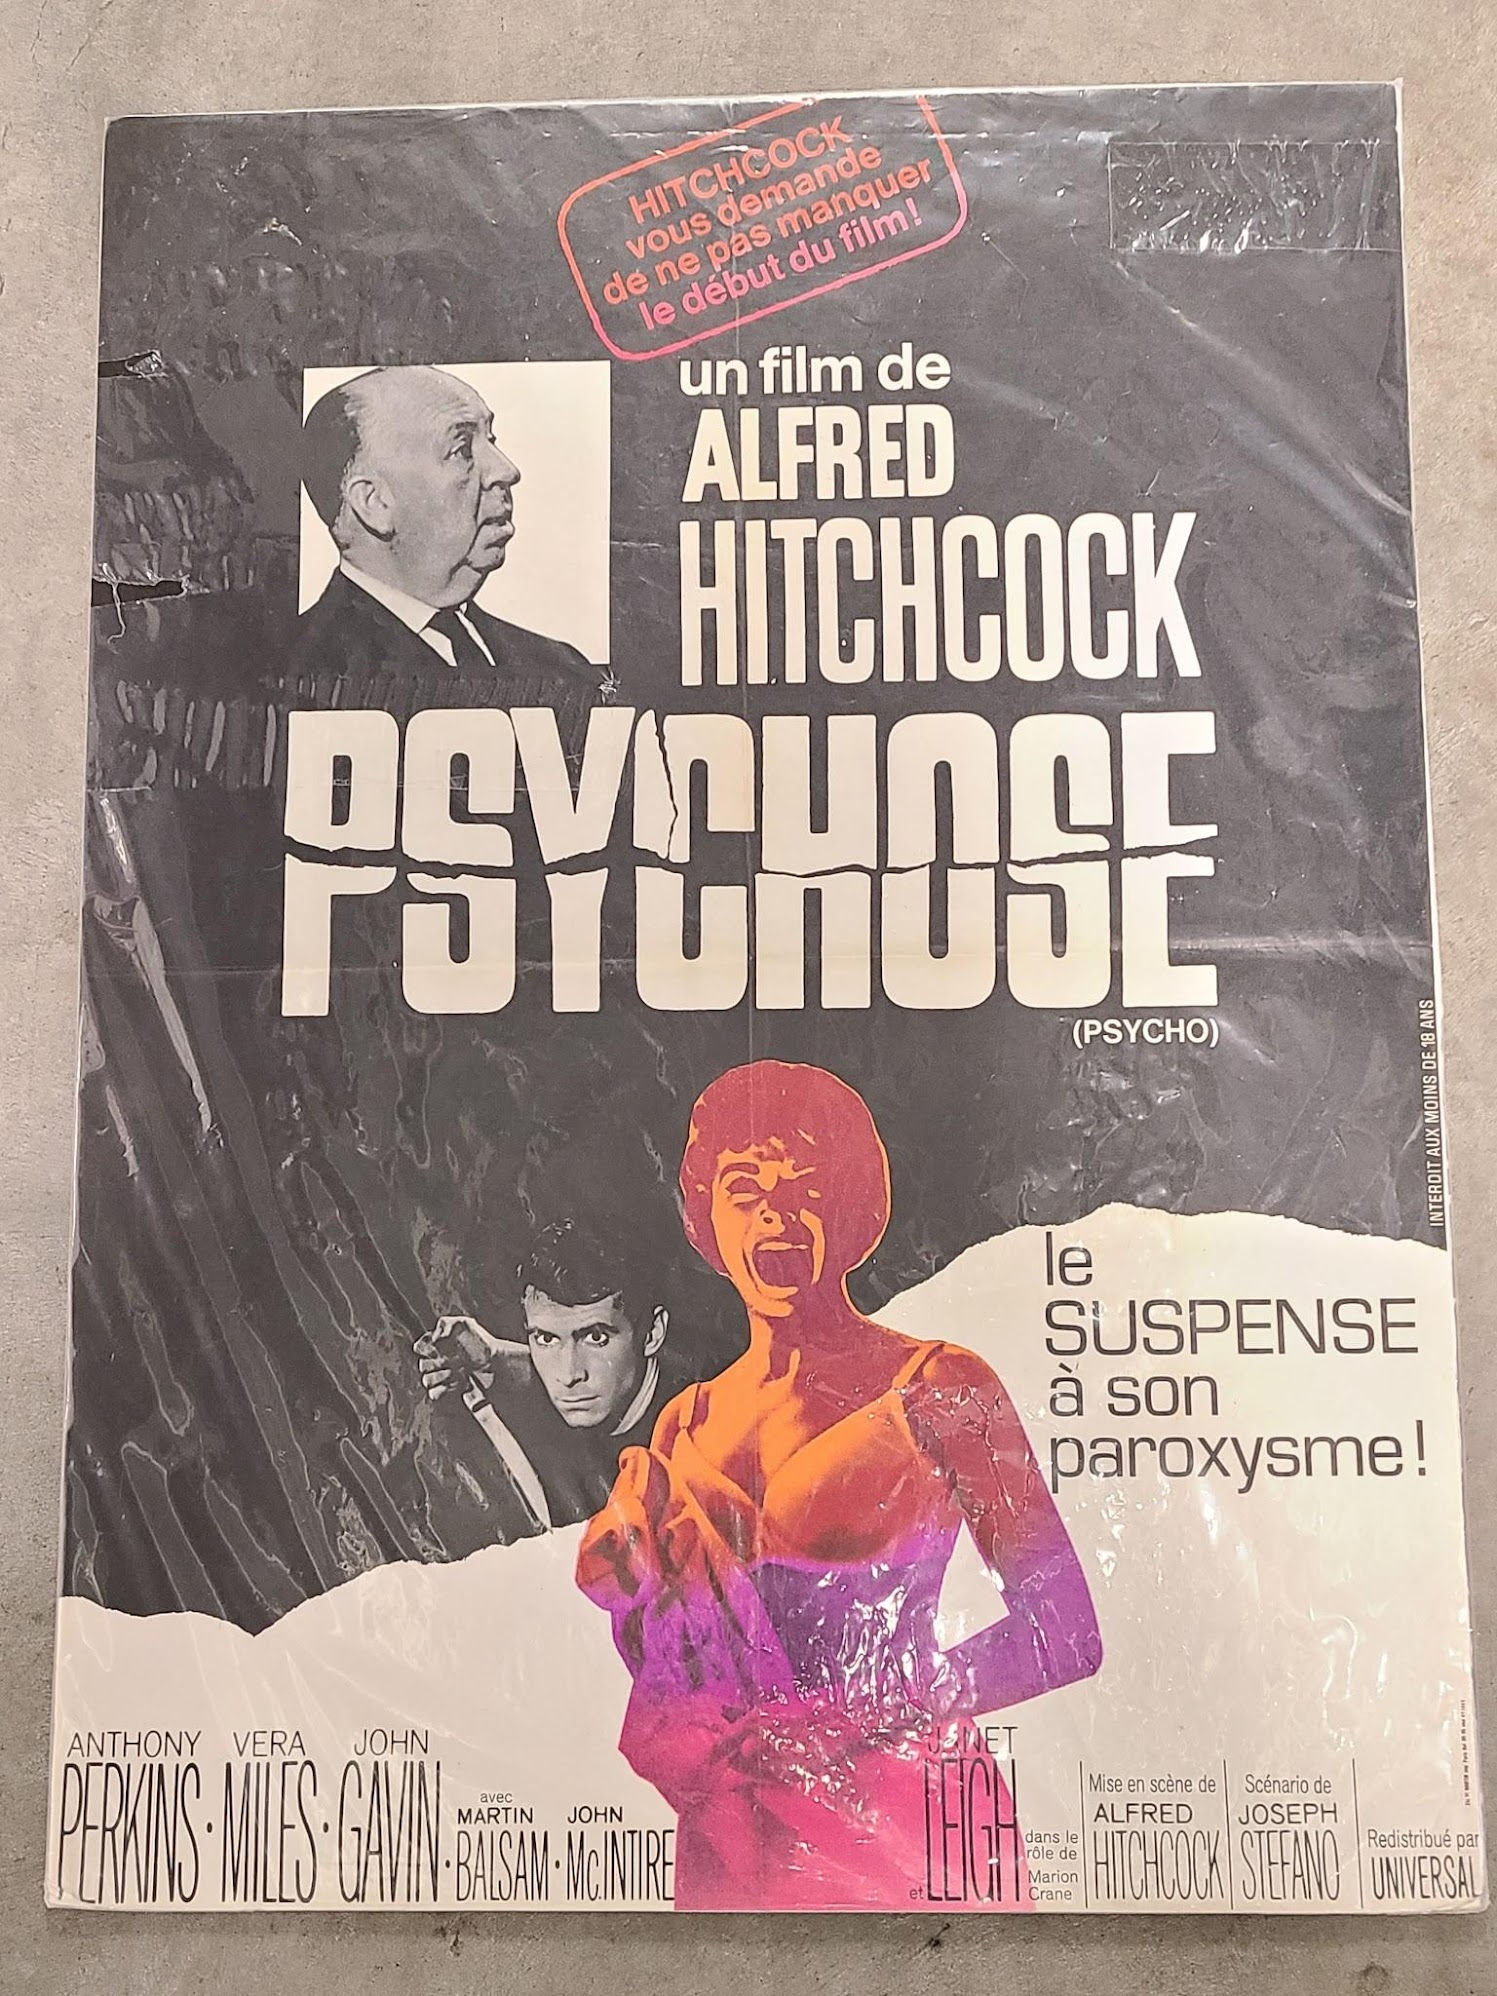 HITCHCOCK
vous demande
de ne pas manquer
le début du film!
un film de
ALFRED
HITCHCOCK
PSYCHOSE
(PSYCHO)
INTERDIT AUX MOINS DE 18 ANS
le
SUSPENSE
à son
paroxysme!
ANTHONY
PERKINS ·
VERA
MILES ·
JOHN
GAVIN ·
avec
MARTIN
BALSAM ·
JOHN
Mc.INTIRE
et
JANET
LEIGH
dans le
rôle de
Marion
Crane
Mise en scène de
ALFRED
HITCHCOCK
Scénario de
JOSEPH
STEFANO
Redistribué par
UNIVERSAL